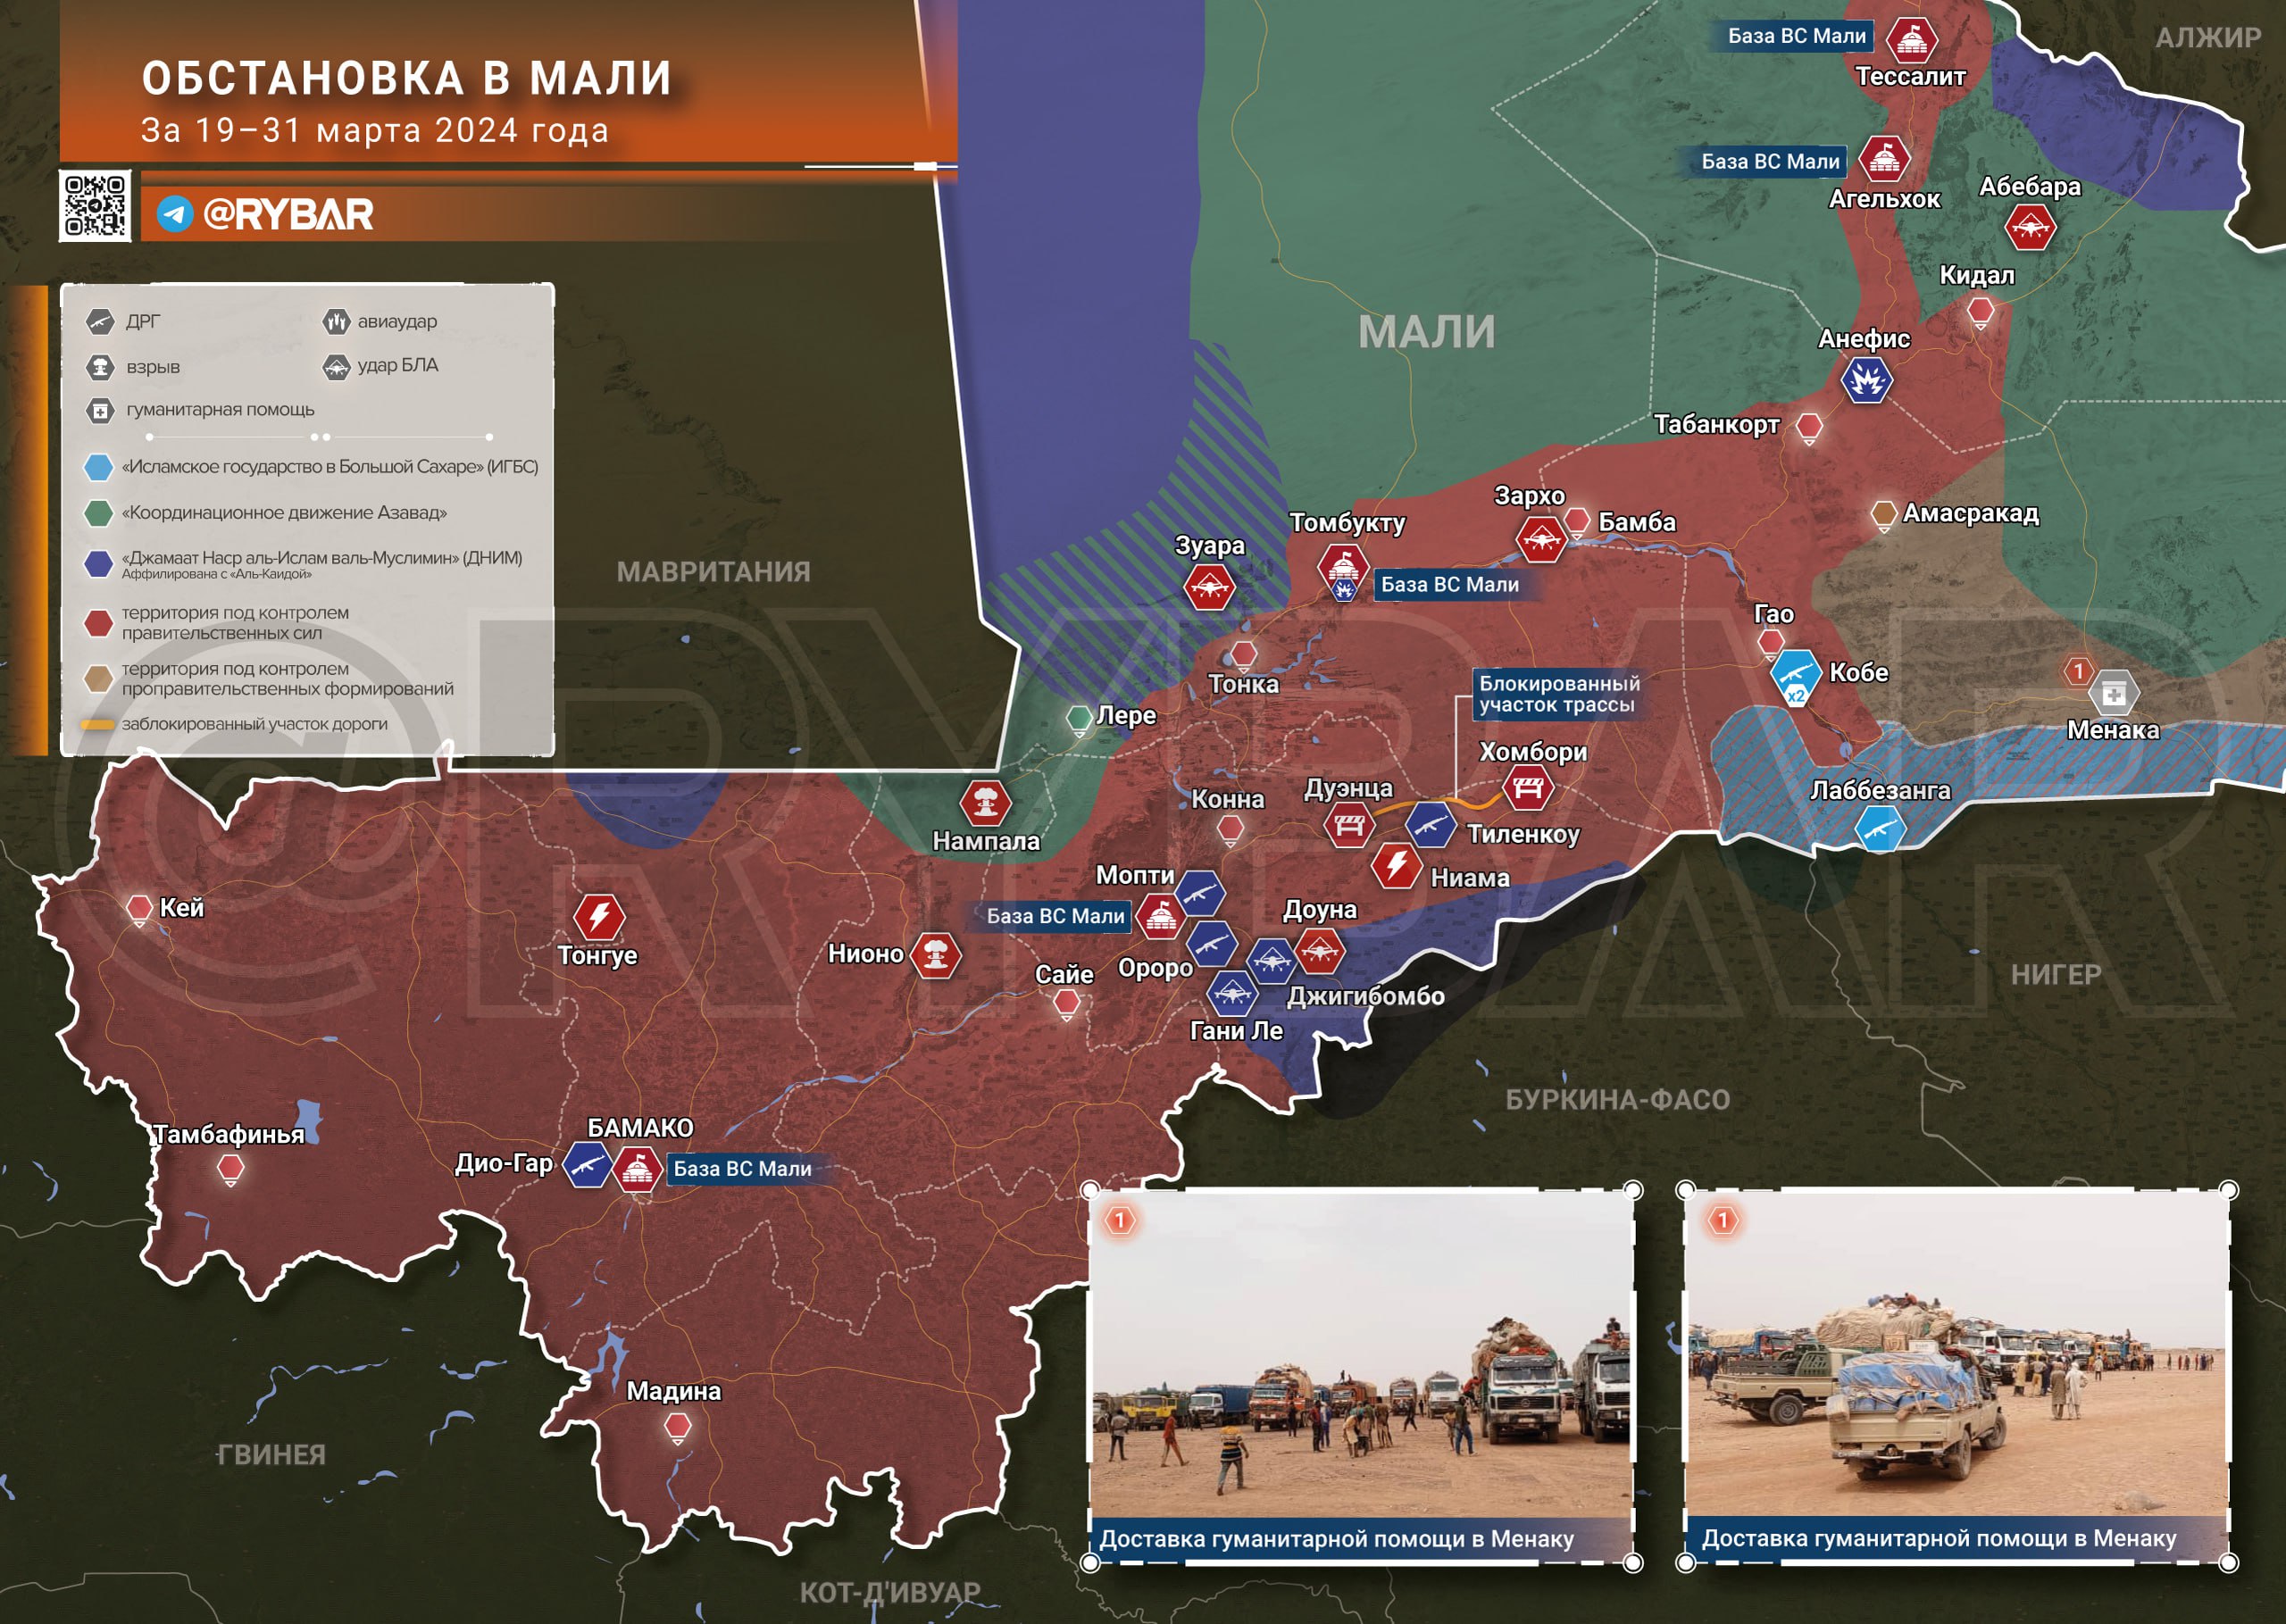 ОБСТАНОВКА В МАЛИ
За 19–31 марта 2024 года
@RYBAR
ДРГ
авиаудар
взрыв
удар БЛА
гуманитарная помощь
«Исламское государство в Большой Сахаре» (ИГБС)
«Координационное движение Азавад»
«Джамаат Наср аль-Ислам валь-Муслимин» (ДНИМ)
Аффилирована с «Аль-Каидой»
территория под контролем
правительственных сил
территория под контролем
проправительственных формирований
заблокированный участок дороги
АЛЖИР
База ВС Мали
Тессалит
База ВС Мали
Агельхок
Абебара
Кидал
МАЛИ
Анефис
Табанкорт
Зархо
Бамба
Амасракад
Томбукту
База ВС Мали
Зуара
МАВРИТАНИЯ
Гао
Кобе
x2
1
Менака
Тонка
Лере
Блокированный
участок трассы
Хомбори
Дуэнца
Тиленкоу
Лаббезанга
Конна
Нампала
Ниама
Мопти
База ВС Мали
Доуна
Кей
Тонгуе
Нионо
Сайе
Ороро
Джигибомбо
Гани Ле
НИГЕР
БУРКИНА-ФАСО
БАМАКО
Дио-Гар
База ВС Мали
Тамбафинья
Мадина
ГВИНЕЯ
КОТ-Д'ИВУАР
1
Доставка гуманитарной помощи в Менаку
1
Доставка гуманитарной помощи в Менаку
@RYBAR